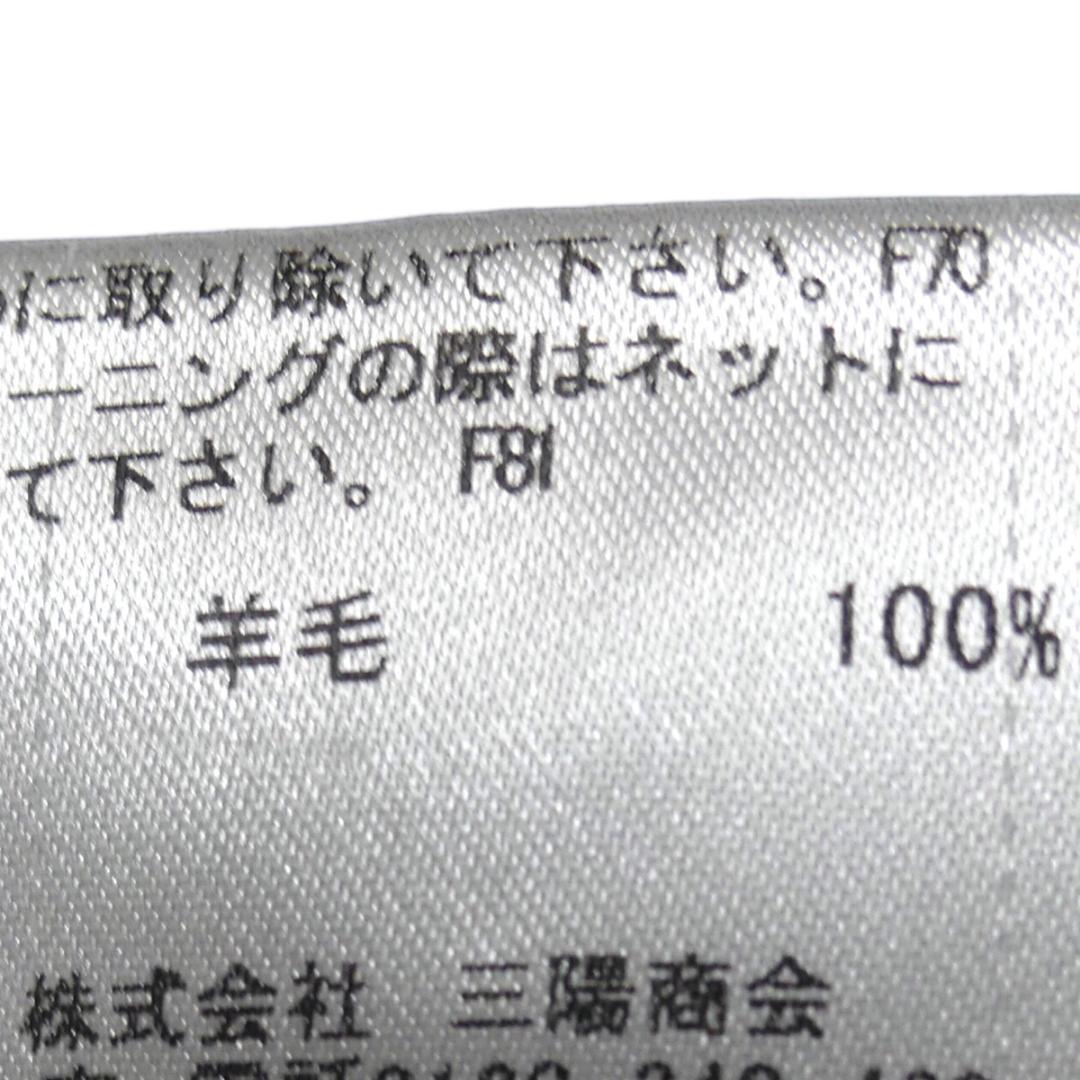 に取り除いて下さい。F70
ーニングの際はネットに
て下さい。 F81
羊毛 100%
株式会社 三陽商会